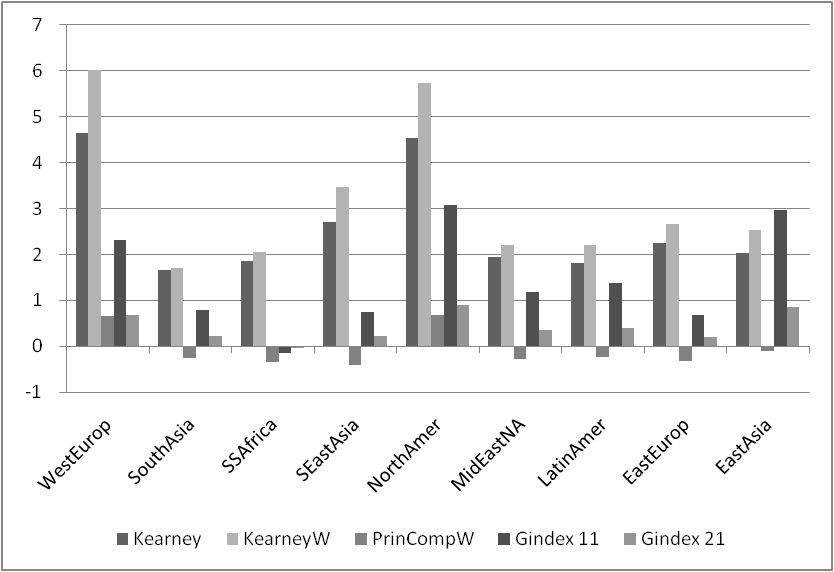 7
6
5
4
3
2
1
0
-1
WestEurop
SouthAsia
SSAfrica
SEastAsia
NorthAmer
MidEastNA
LatinAmer
EastEurop
EastAsia
Kearney KearneyW PrinCompW Gindex 11 Gindex 21